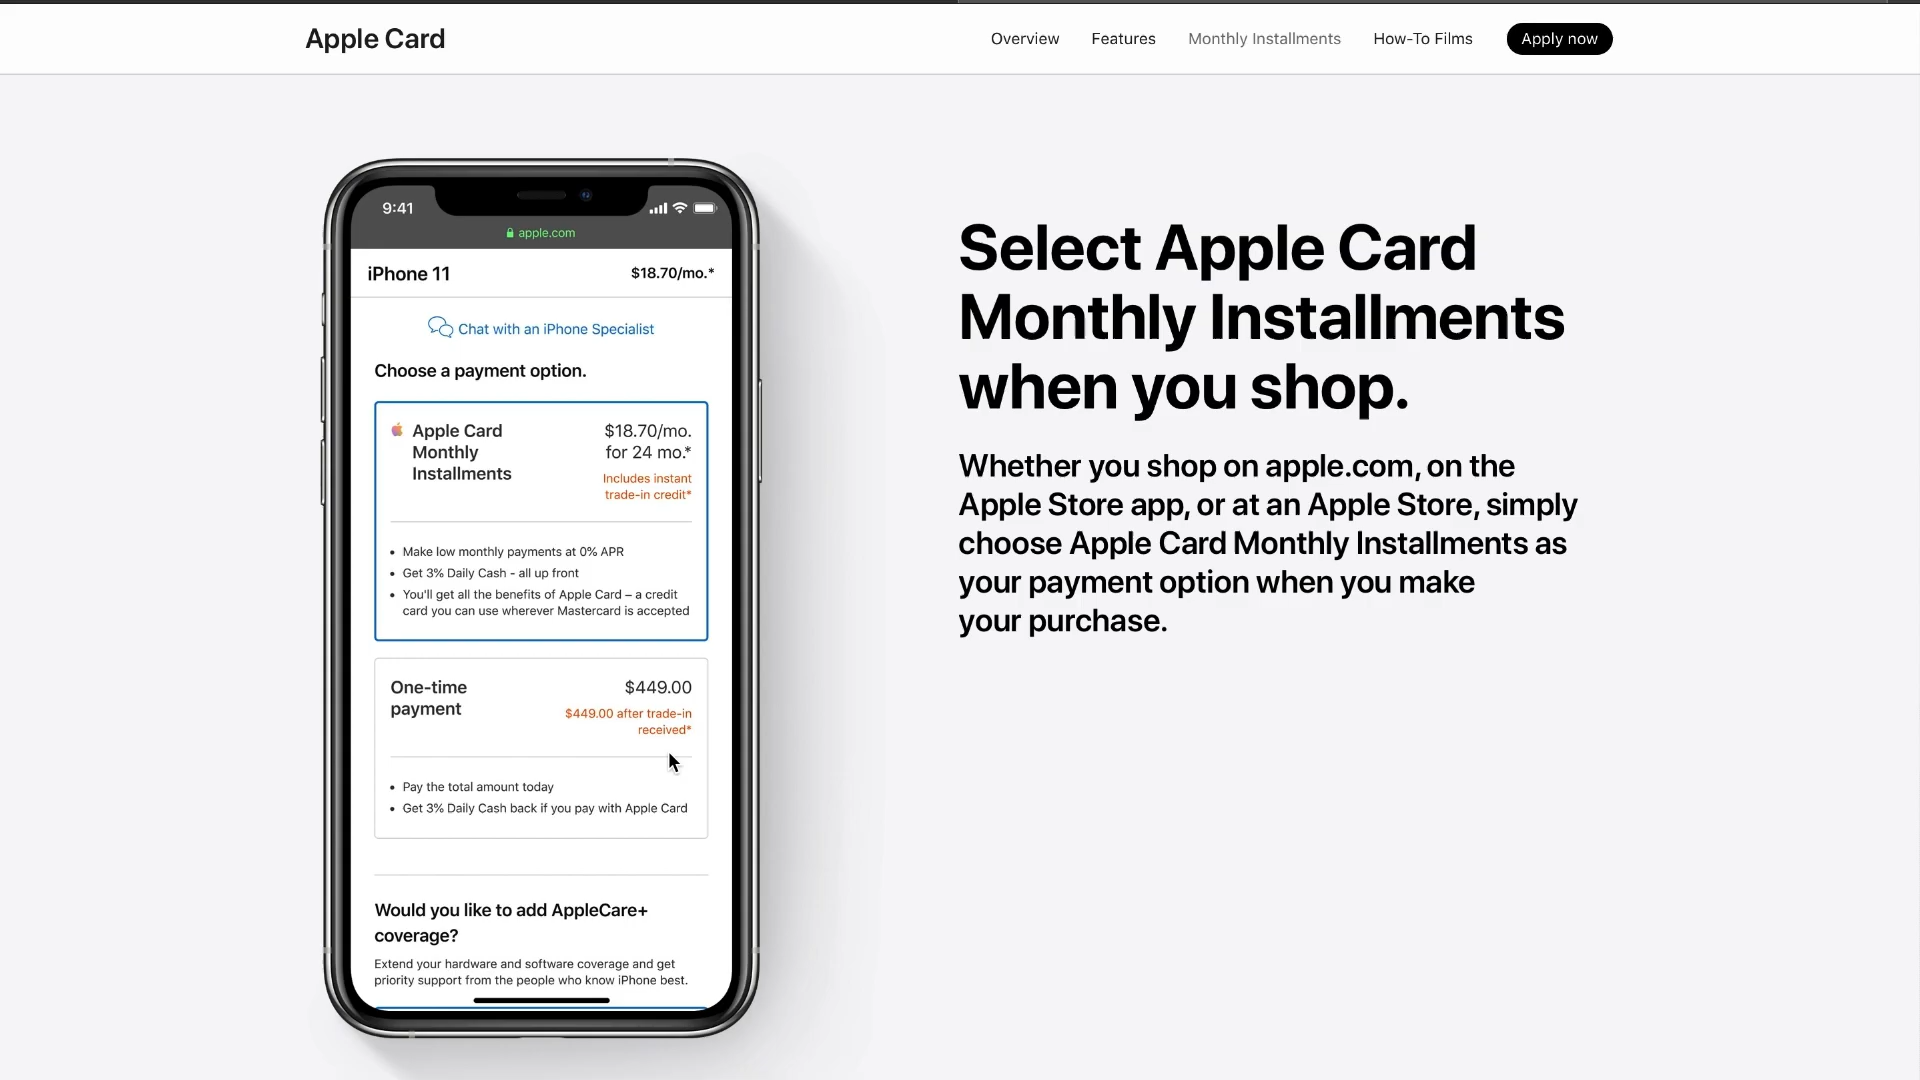 Apple Card
Overview
Features
Monthly Installments
How-To Films
Apply now
9:41
apple.com
iPhone 11
$18.70/mo.*
Chat with an iPhone Specialist
Choose a payment option.
Apple Card
Monthly
Installments
$18.70/mo.
for 24 mo.*
Includes instant
trade-in credit*
• Make low monthly payments at 0% APR
• Get 3% Daily Cash - all up front
• You'll get all the benefits of Apple Card – a credit
card you can use wherever Mastercard is accepted
One-time
payment
$449.00
$449.00 after trade-in
received*
• Pay the total amount today
• Get 3% Daily Cash back if you pay with Apple Card
Would you like to add AppleCare+
coverage?
Extend your hardware and software coverage and get
priority support from the people who know iPhone best.
Select Apple Card
Monthly Installments
when you shop.
Whether you shop on apple.com, on the
Apple Store app, or at an Apple Store, simply
choose Apple Card Monthly Installments as
your payment option when you make
your purchase.